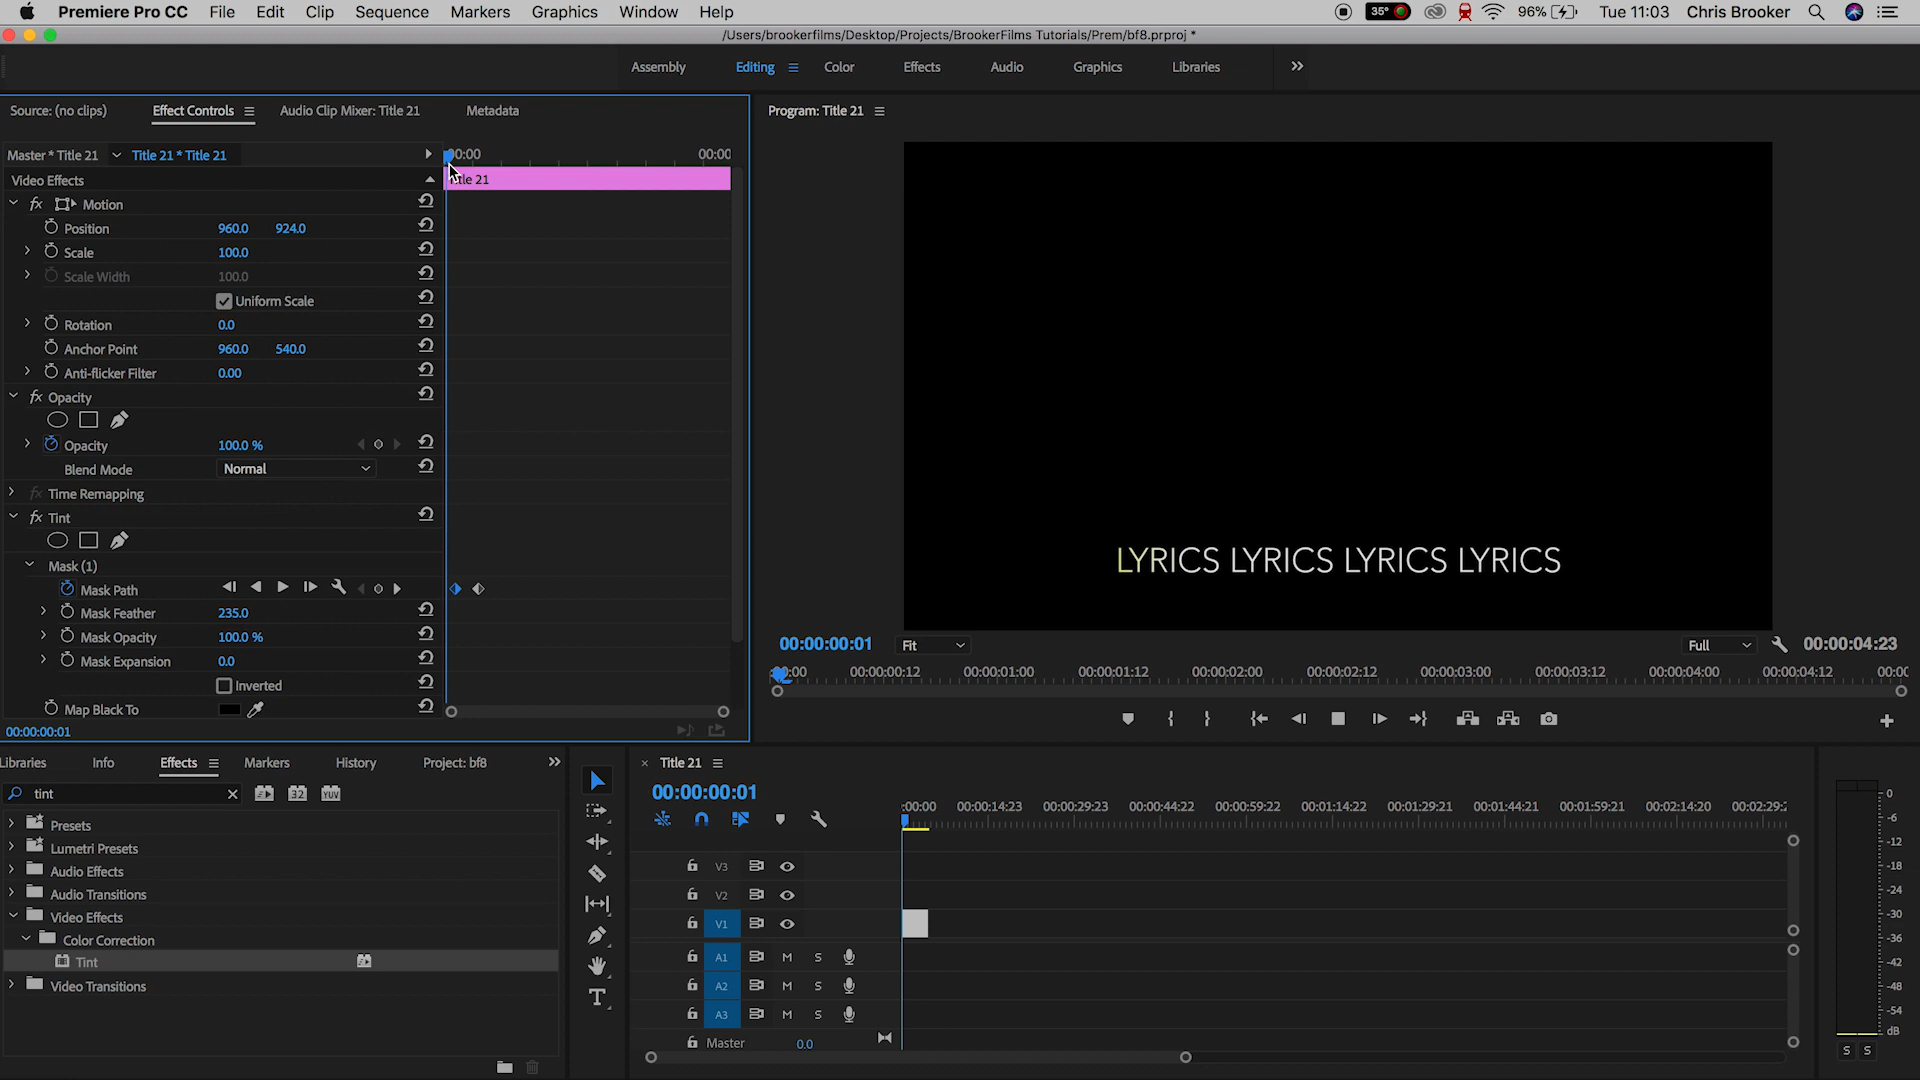 Premiere Pro CC File Edit Clip Sequence Markers Graphics Window Help 35° 96% Tue 11:03 Chris Brooker
/Users/brookerfilms/Desktop/Projects/BrookerFilms Tutorials/Prem/bf8.prproj *
Assembly Editing Color Effects Audio Graphics Libraries
Source: (no clips) Effect Controls Audio Clip Mixer: Title 21 Metadata Program: Title 21
Master * Title 21 Title 21 * Title 21 00:00 00:00
Video Effects
fx Motion
Position 960.0 924.0
Scale 100.0
Scale Width 100.0
Uniform Scale
Rotation 0.0
Anchor Point 960.0 540.0
Anti-flicker Filter 0.00
fx Opacity
Opacity 100.0 %
Blend Mode Normal
fx Time Remapping
fx Tint
LYRICS LYRICS LYRICS LYRICS
Mask (1)
Mask Path
Mask Feather 235.0
Mask Opacity 100.0 %
Mask Expansion 0.0
Inverted
Map Black To
00:00:00:01
00:00:00:01 Fit Full 00:00:04:23
:00:00 00:00:00:12 00:00:01:00 00:00:01:12 00:00:02:00 00:00:02:12 00:00:03:00 00:00:03:12 00:00:04:00 00:00:04:12
Libraries Info Effects Markers History Project: bf8
tint 32 YUV
Presets
Lumetri Presets
Audio Effects
Audio Transitions
Video Effects
Color Correction
Tint
Video Transitions
Title 21
00:00:00:01
:00:00 00:00:14:23 00:00:29:23 00:00:44:22 00:00:59:22 00:01:14:22 00:01:29:21 00:01:44:21 00:01:59:21 00:02:14:20 00:02:29:2
V3
V2
V1
A1 M S
A2 M S
A3 M S
Master 0.0
0
-6
-12
-18
-24
-30
-36
-42
-48
-54
dB
S S